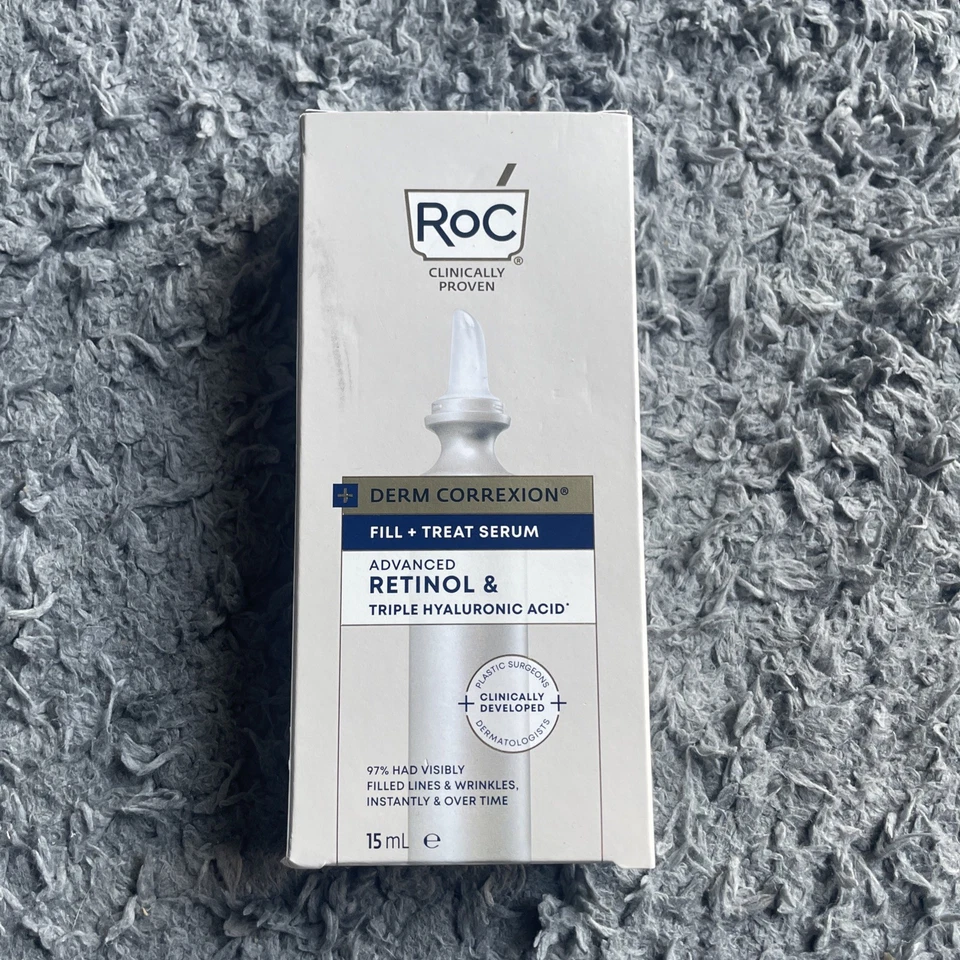 RoC®
CLINICALLY
PROVEN
DERM CORREXION®
FILL + TREAT SERUM
ADVANCED
RETINOL &
TRIPLE HYALURONIC ACID*
PLASTIC SURGEONS
+ CLINICALLY +
DEVELOPED
DERMATOLOGISTS
97% HAD VISIBLY
FILLED LINES & WRINKLES,
INSTANTLY & OVER TIME
15 mL ℮